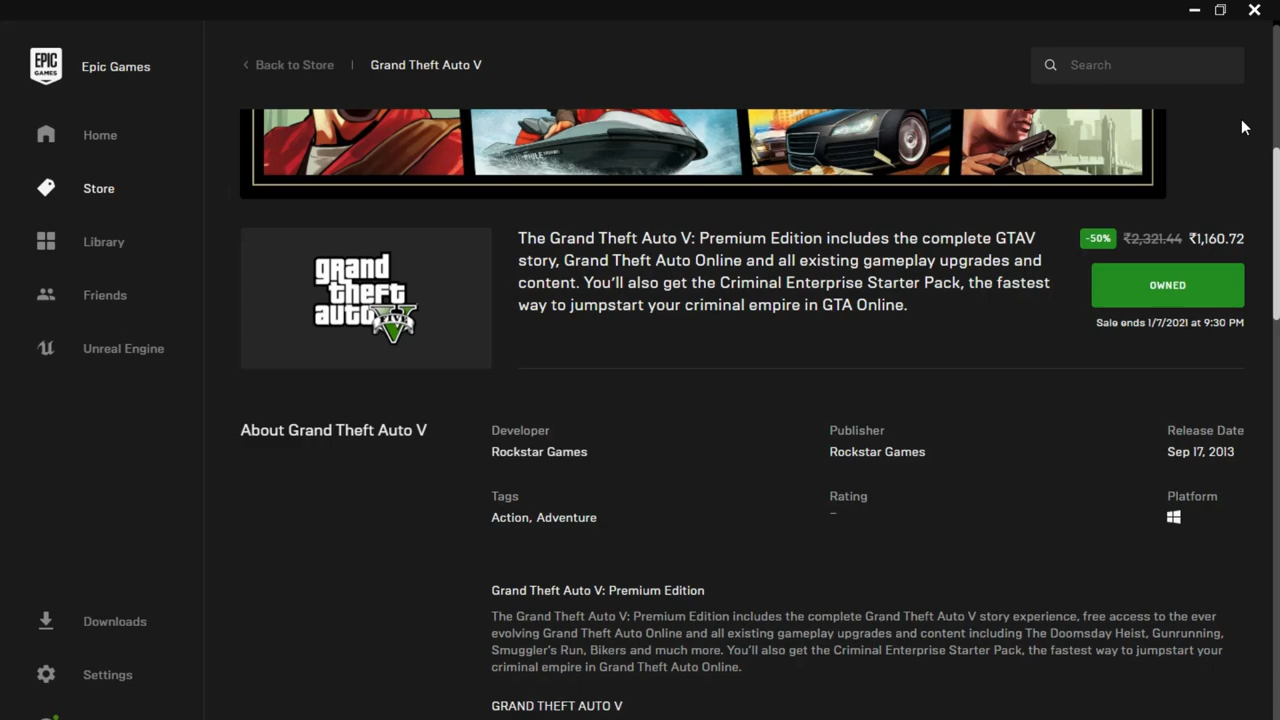 EPIC
GAMES
Epic Games
Back to Store | Grand Theft Auto V
Search
Home
Store
Library
Friends
Unreal Engine
Downloads
Settings
grand
theft
auto
FIVE
The Grand Theft Auto V: Premium Edition includes the complete GTAV
story, Grand Theft Auto Online and all existing gameplay upgrades and
content. You'll also get the Criminal Enterprise Starter Pack, the fastest
way to jumpstart your criminal empire in GTA Online.
-50% ₹2,321.44 ₹1,160.72
OWNED
Sale ends 1/7/2021 at 9:30 PM
About Grand Theft Auto V
Developer
Rockstar Games
Publisher
Rockstar Games
Release Date
Sep 17, 2013
Tags
Action, Adventure
Rating
–
Platform
Grand Theft Auto V: Premium Edition
The Grand Theft Auto V: Premium Edition includes the complete Grand Theft Auto V story experience, free access to the ever
evolving Grand Theft Auto Online and all existing gameplay upgrades and content including The Doomsday Heist, Gunrunning,
Smuggler's Run, Bikers and much more. You'll also get the Criminal Enterprise Starter Pack, the fastest way to jumpstart your
criminal empire in Grand Theft Auto Online.
GRAND THEFT AUTO V